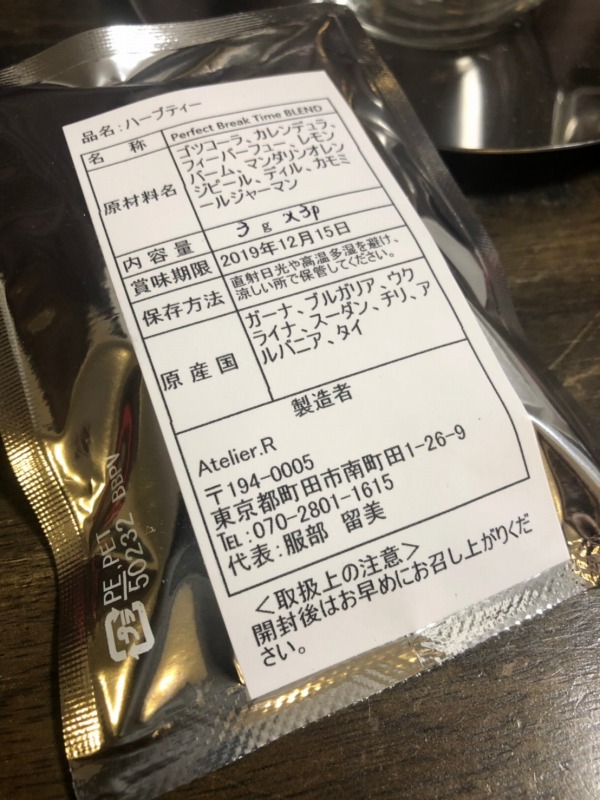 品名:ハーブティー
名 称 Perfect Break Time BLEND
原材料名
イツコーラ、カレンデュラ、
フィーバーフュー、レモン
バーム、マンダリンオレン
ジピール、ディル、カモミ
ールジャーマン
内容量 3 g x3p
賞味期限 2019年12月15日
保存方法
直射日光や高温多湿を避け、
涼しい所で保管してください。
原産国
ガーナ、ブルガリア、ウク
ライナ、スーダン、チリ、ア
ルバニア、タイ
製造者
Atelier.R
〒194-0005
東京都町田市南町田1-26-9
TEL:070-2801-1615
代表:服部 留美
<取扱上の注意>
開封後はお早めにお召し上がりくだ
さい。
プラ
PE,PET
50232 BBPV